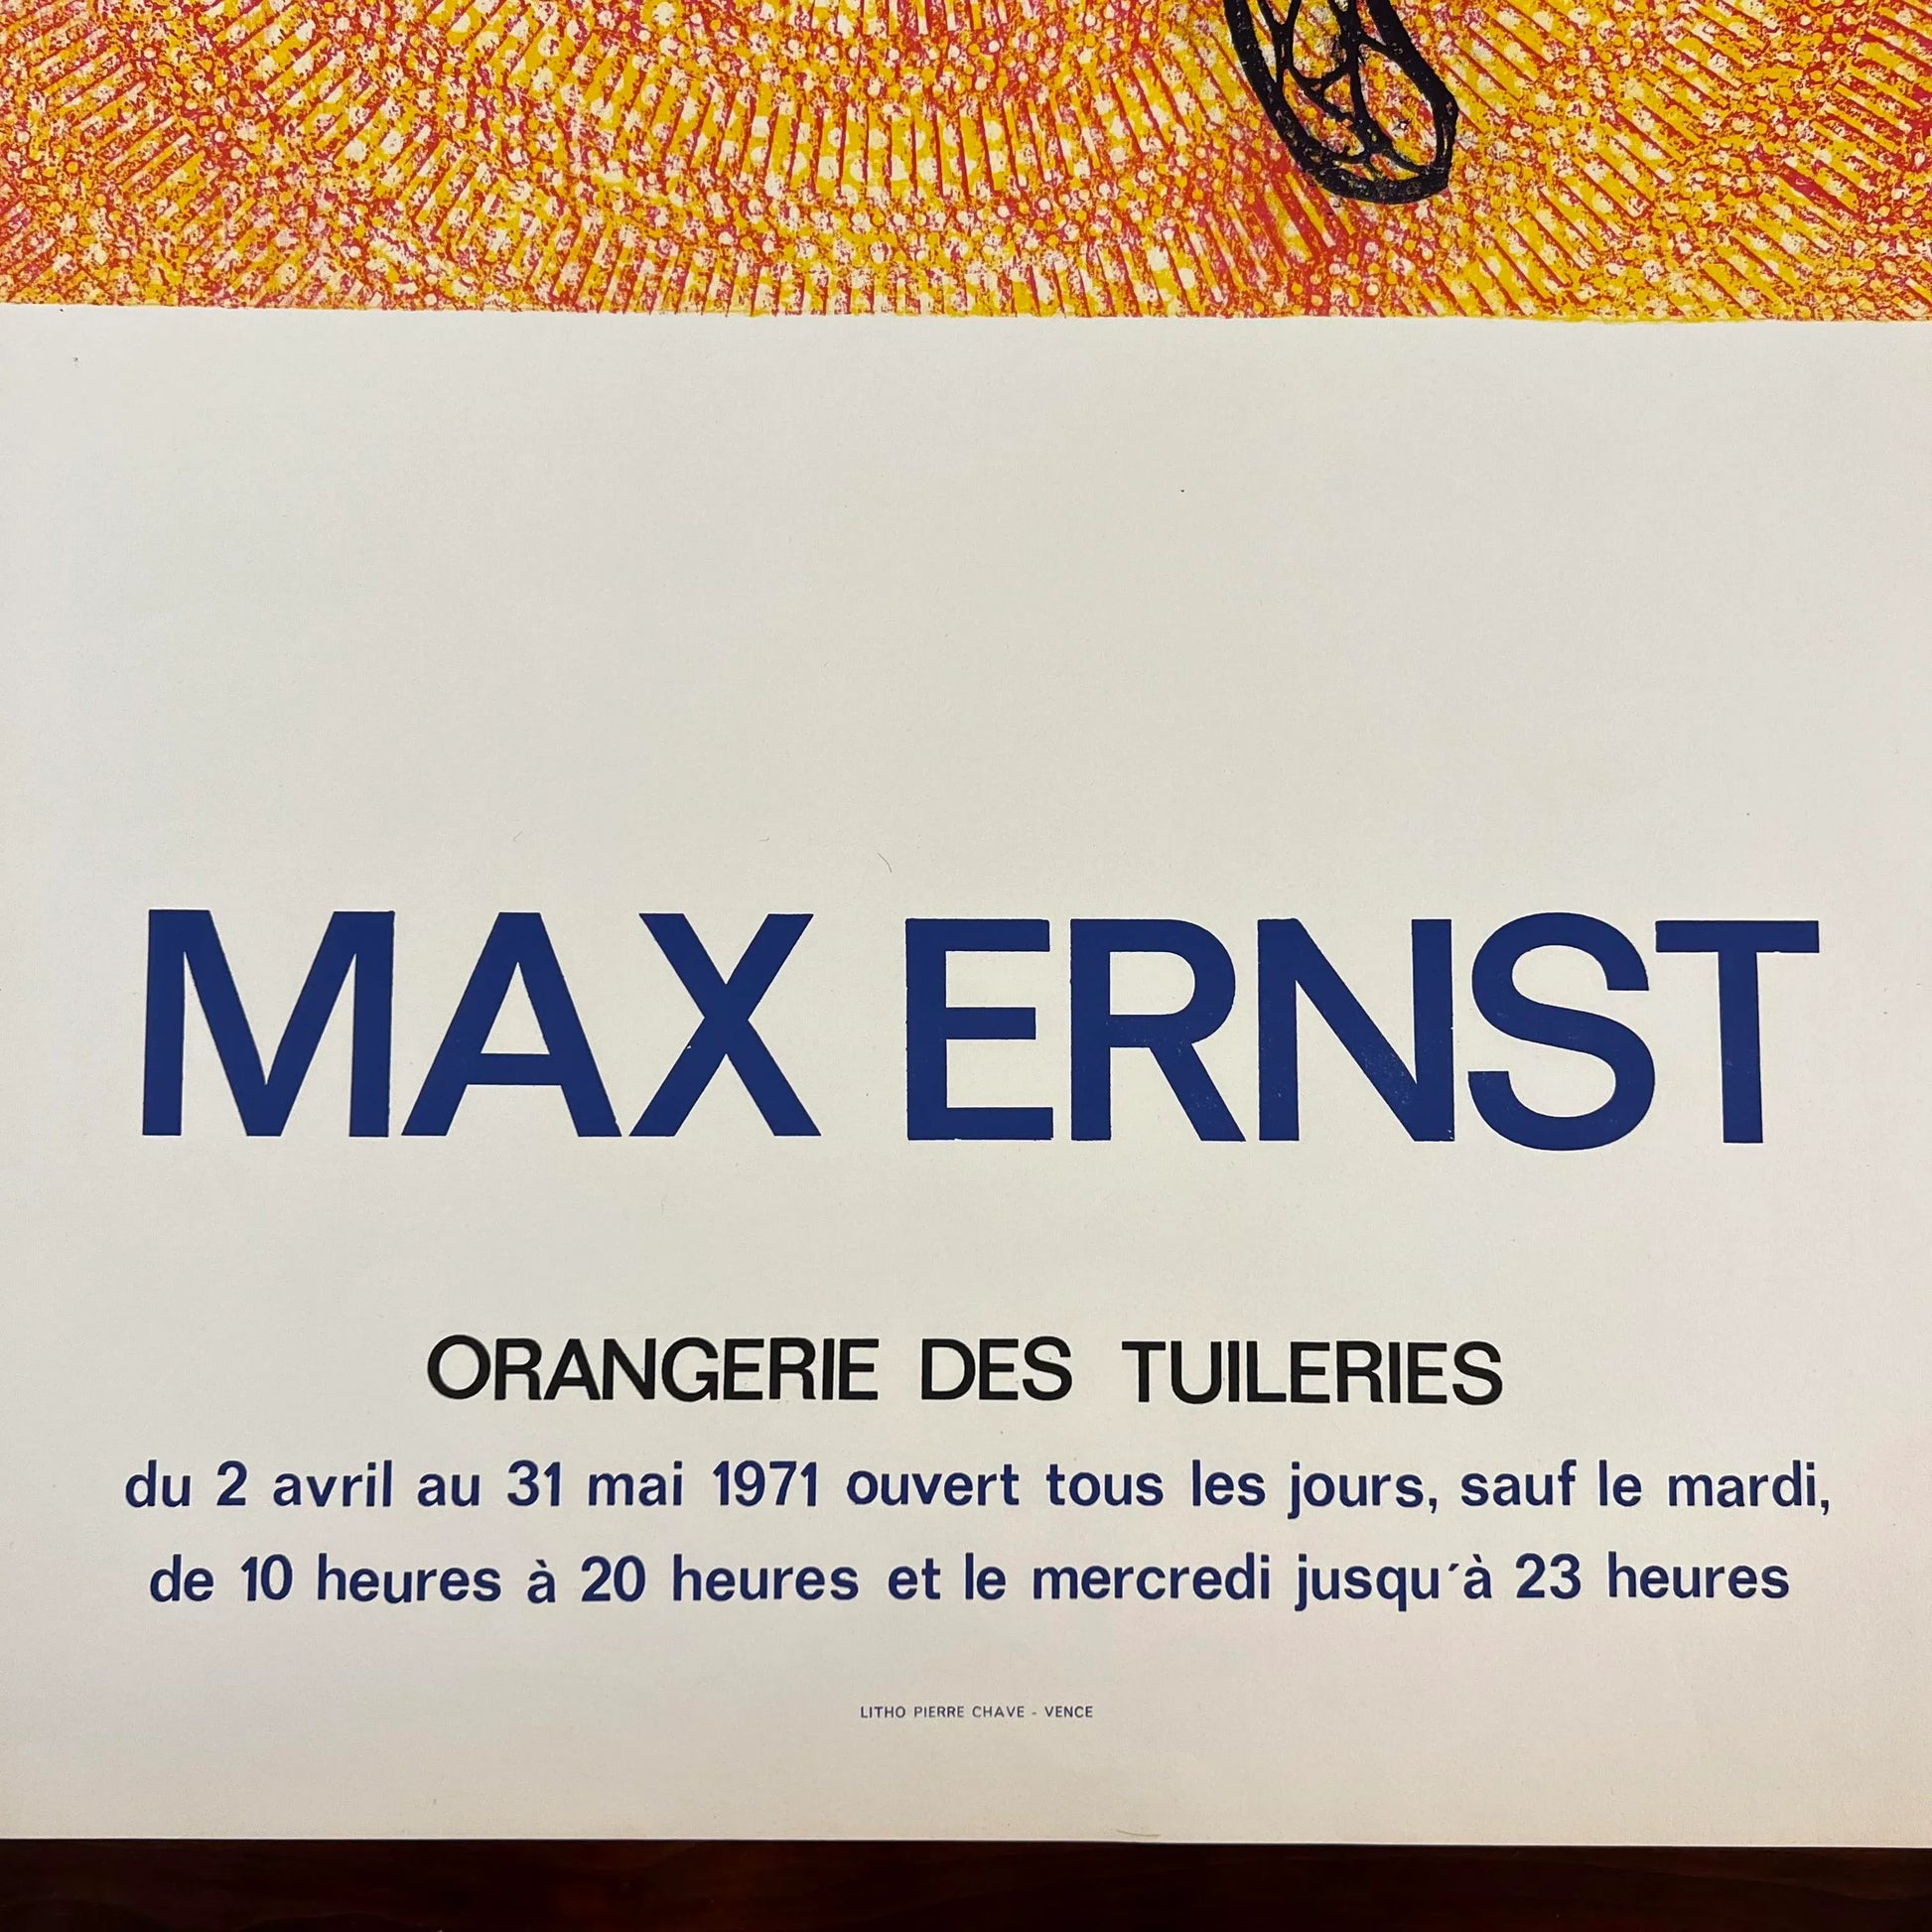 MAX ERNST
ORANGERIE DES TUILERIES
du 2 avril au 31 mai 1971 ouvert tous les jours, sauf le mardi,
de 10 heures à 20 heures et le mercredi jusqu´à 23 heures
LITHO PIERRE CHAVE - VENCE